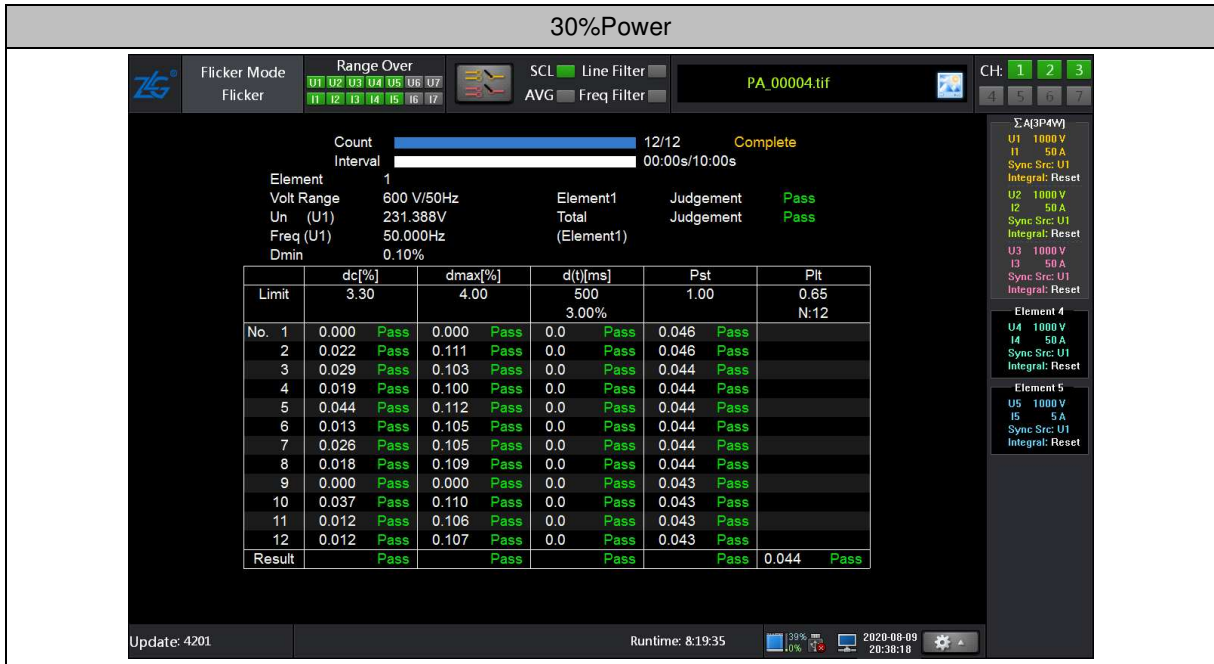 30%Power
ZLG® Flicker Mode Range Over SCL Line Filter PA_00004.tif CH: 1 2 3
Flicker U1 U2 U3 U4 U5 U6 U7 AVG Freq Filter 4 5 6 7
I1 I2 I3 I4 I5 I6 I7
Count 12/12 Complete
Interval 00:00s/10:00s
Element 1
Volt Range 600 V/50Hz Element1 Judgement Pass
Un (U1) 231.388V Total Judgement Pass
Freq (U1) 50.000Hz (Element1)
Dmin 0.10%
dc[%] dmax[%] d(t)[ms] Pst Plt
Limit 3.30 4.00 500 1.00 0.65
3.00% N:12
No. 1 0.000 Pass 0.000 Pass 0.0 Pass 0.046 Pass
2 0.022 Pass 0.111 Pass 0.0 Pass 0.046 Pass
3 0.029 Pass 0.103 Pass 0.0 Pass 0.044 Pass
4 0.019 Pass 0.100 Pass 0.0 Pass 0.044 Pass
5 0.044 Pass 0.112 Pass 0.0 Pass 0.044 Pass
6 0.013 Pass 0.105 Pass 0.0 Pass 0.044 Pass
7 0.026 Pass 0.105 Pass 0.0 Pass 0.044 Pass
8 0.018 Pass 0.109 Pass 0.0 Pass 0.044 Pass
9 0.000 Pass 0.000 Pass 0.0 Pass 0.043 Pass
10 0.037 Pass 0.110 Pass 0.0 Pass 0.043 Pass
11 0.012 Pass 0.106 Pass 0.0 Pass 0.043 Pass
12 0.012 Pass 0.107 Pass 0.0 Pass 0.043 Pass
Result Pass Pass Pass Pass 0.044 Pass
ΣA(3P4W)
U1 1000 V
I1 50 A
Sync Src: U1
Integral: Reset
U2 1000 V
I2 50 A
Sync Src: U1
Integral: Reset
U3 1000 V
I3 50 A
Sync Src: U1
Integral: Reset
Element 4
U4 1000 V
I4 50 A
Sync Src: U1
Integral: Reset
Element 5
U5 1000 V
I5 5 A
Sync Src: U1
Integral: Reset
Update: 4201 Runtime: 8:19:35 39% 2020-08-09
0% 20:38:18